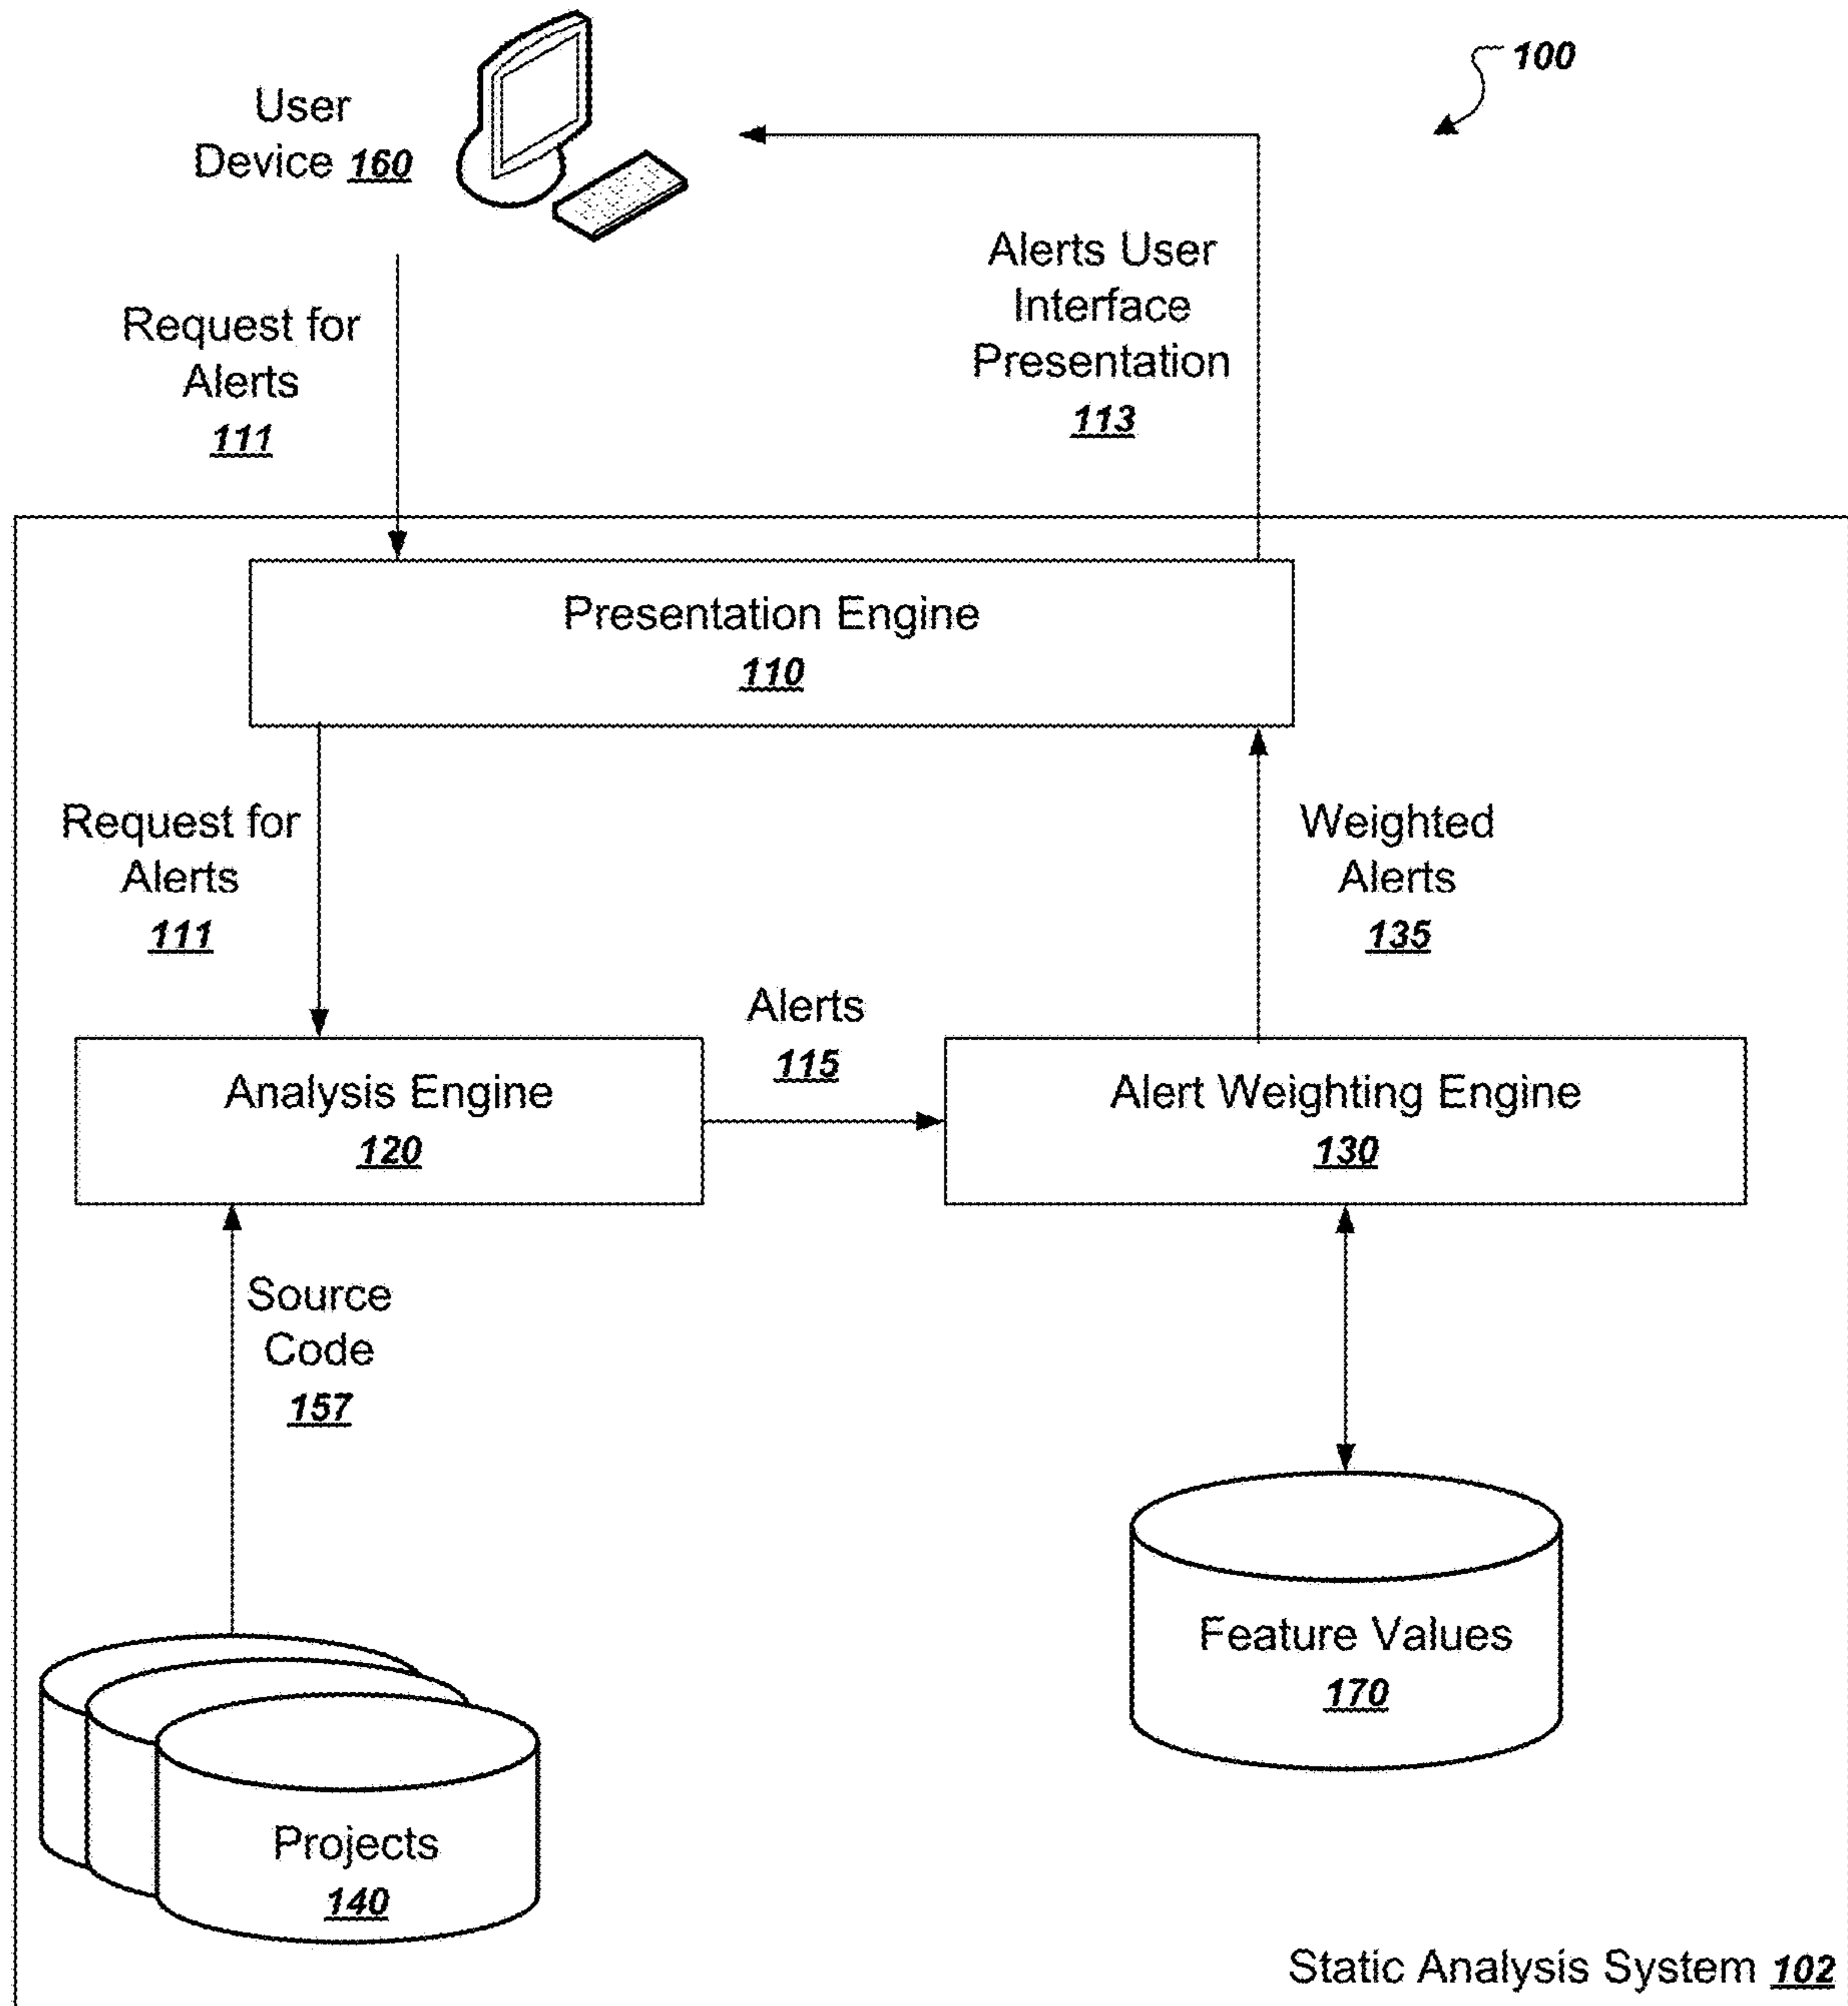 100
User
Device 160
Alerts User
Interface
Presentation
113
Request for
Alerts
111
Presentation Engine
110
Request for
Alerts
111
Weighted
Alerts
135
Alerts
115
Analysis Engine
120
Alert Weighting Engine
130
Source
Code
157
Feature Values
170
Projects
140
Static Analysis System 102